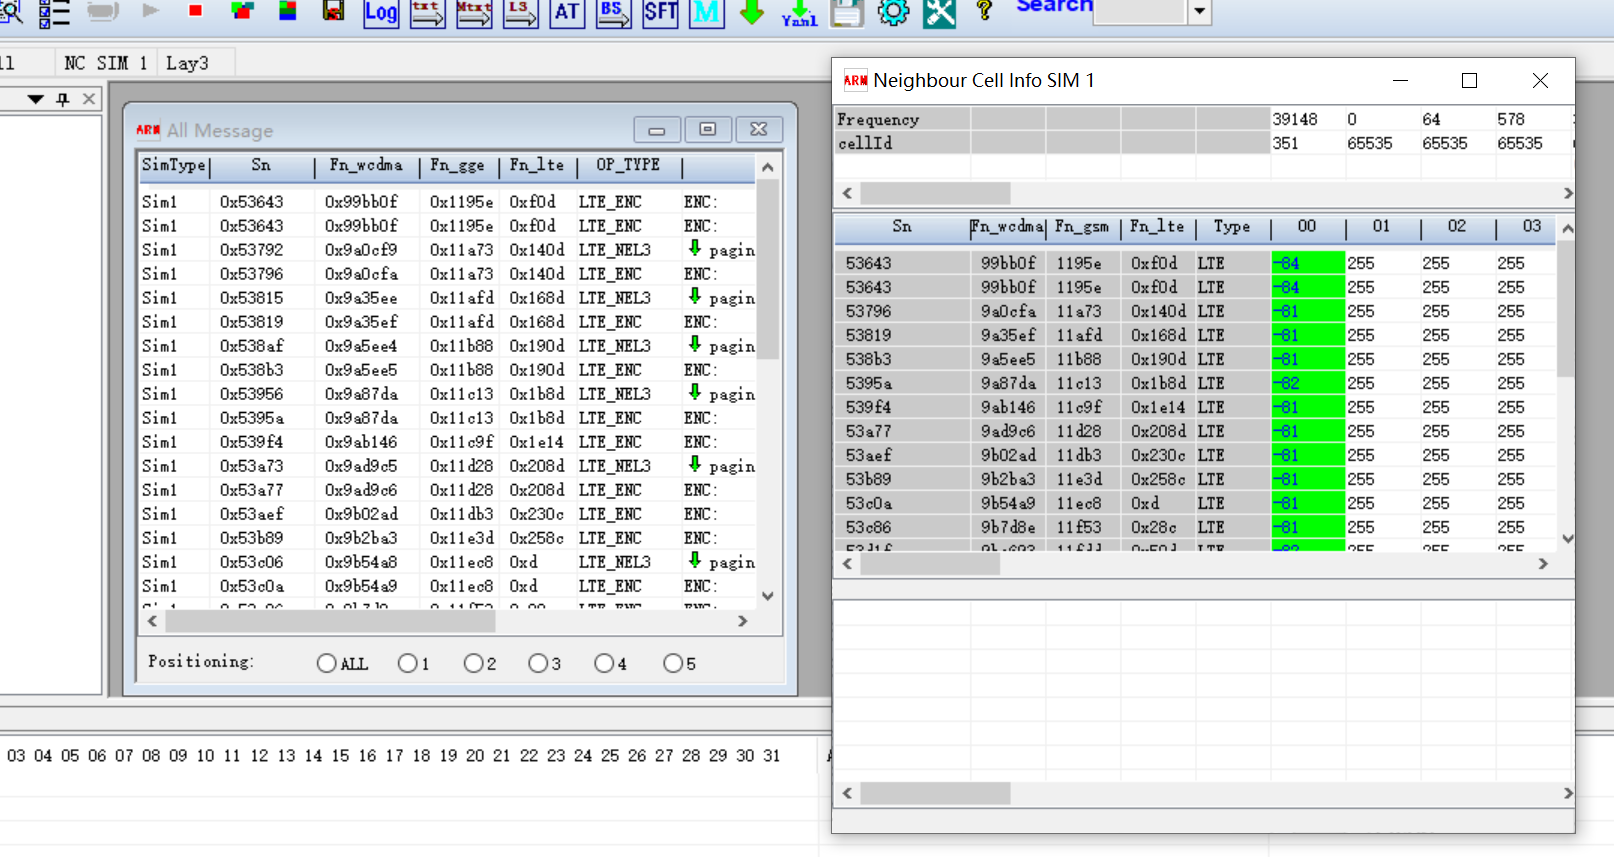 Log txt Mtxt L3 AT BS SFT M Yaml ? Search
ll NC SIM 1 Lay3
ARM All Message
SimType Sn Fn_wcdma Fn_gge Fn_lte OP_TYPE
Sim1 0x53643 0x99bb0f 0x1195e 0xf0d LTE_ENC ENC:
Sim1 0x53643 0x99bb0f 0x1195e 0xf0d LTE_ENC ENC:
Sim1 0x53792 0x9a0cf9 0x11a73 0x140d LTE_NEL3 pagin
Sim1 0x53796 0x9a0cfa 0x11a73 0x140d LTE_ENC ENC:
Sim1 0x53815 0x9a35ee 0x11afd 0x168d LTE_NEL3 pagin
Sim1 0x53819 0x9a35ef 0x11afd 0x168d LTE_ENC ENC:
Sim1 0x538af 0x9a5ee4 0x11b88 0x190d LTE_NEL3 pagin
Sim1 0x538b3 0x9a5ee5 0x11b88 0x190d LTE_ENC ENC:
Sim1 0x53956 0x9a87da 0x11c13 0x1b8d LTE_NEL3 pagin
Sim1 0x5395a 0x9a87da 0x11c13 0x1b8d LTE_ENC ENC:
Sim1 0x539f4 0x9ab146 0x11c9f 0x1e14 LTE_ENC ENC:
Sim1 0x53a73 0x9ad9c5 0x11d28 0x208d LTE_NEL3 pagin
Sim1 0x53a77 0x9ad9c6 0x11d28 0x208d LTE_ENC ENC:
Sim1 0x53aef 0x9b02ad 0x11db3 0x230c LTE_ENC ENC:
Sim1 0x53b89 0x9b2ba3 0x11e3d 0x258c LTE_ENC ENC:
Sim1 0x53c06 0x9b54a8 0x11ec8 0xd LTE_NEL3 pagin
Sim1 0x53c0a 0x9b54a9 0x11ec8 0xd LTE_ENC ENC:
Positioning: ALL 1 2 3 4 5
03 04 05 06 07 08 09 10 11 12 13 14 15 16 17 18 19 20 21 22 23 24 25 26 27 28 29 30 31
ARM Neighbour Cell Info SIM 1
Frequency 39148 0 64 578
cellId 351 65535 65535 65535
Sn Fn_wcdma Fn_gsm Fn_lte Type 00 01 02 03
53643 99bb0f 1195e 0xf0d LTE -84 255 255 255
53643 99bb0f 1195e 0xf0d LTE -84 255 255 255
53796 9a0cfa 11a73 0x140d LTE -81 255 255 255
53819 9a35ef 11afd 0x168d LTE -81 255 255 255
538b3 9a5ee5 11b88 0x190d LTE -81 255 255 255
5395a 9a87da 11c13 0x1b8d LTE -82 255 255 255
539f4 9ab146 11c9f 0x1e14 LTE -81 255 255 255
53a77 9ad9c6 11d28 0x208d LTE -81 255 255 255
53aef 9b02ad 11db3 0x230c LTE -81 255 255 255
53b89 9b2ba3 11e3d 0x258c LTE -81 255 255 255
53c0a 9b54a9 11ec8 0xd LTE -81 255 255 255
53c86 9b7d8e 11f53 0x28c LTE -81 255 255 255